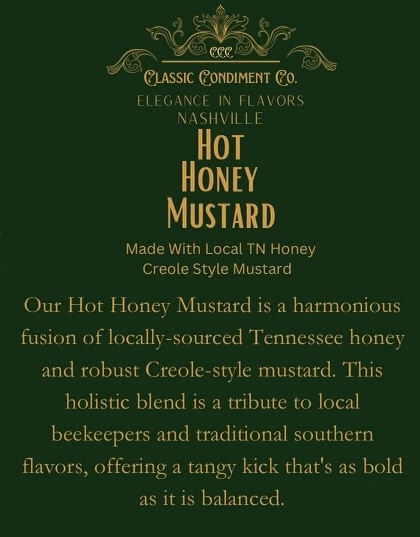 CCC
Classic Condiment Co.
ELEGANCE IN FLAVORS
NASHVILLE
HOT
HONEY
MUSTARD
Made With Local TN Honey
Creole Style Mustard
Our Hot Honey Mustard is a harmonious
fusion of locally-sourced Tennessee honey
and robust Creole-style mustard. This
holistic blend is a tribute to local
beekeepers and traditional southern
flavors, offering a tangy kick that's as bold
as it is balanced.